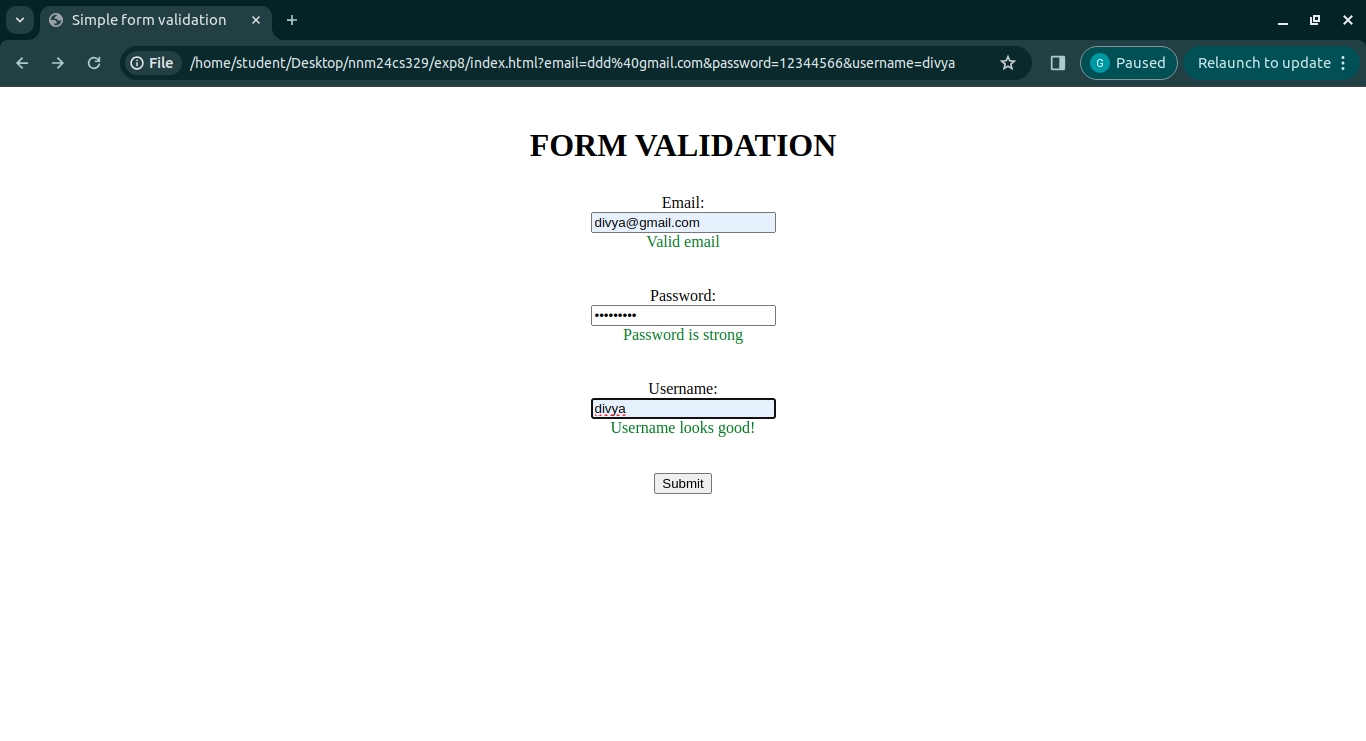 Simple form validation
File /home/student/Desktop/nnm24cs329/exp8/index.html?email=ddd%40gmail.com&password=12344566&username=divya G Paused Relaunch to update
FORM VALIDATION
Email:
divya@gmail.com
Valid email
Password:
•••••••••
Password is strong
Username:
divya
Username looks good!
Submit